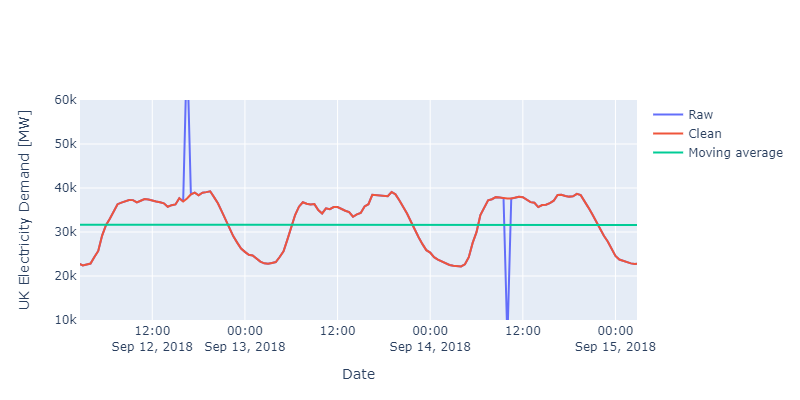 60k
50k
40k
30k
20k
10k
UK Electricity Demand [MW]
12:00
Sep 12, 2018
00:00
Sep 13, 2018
12:00
00:00
Sep 14, 2018
12:00
00:00
Sep 15, 2018
Date
Raw
Clean
Moving average